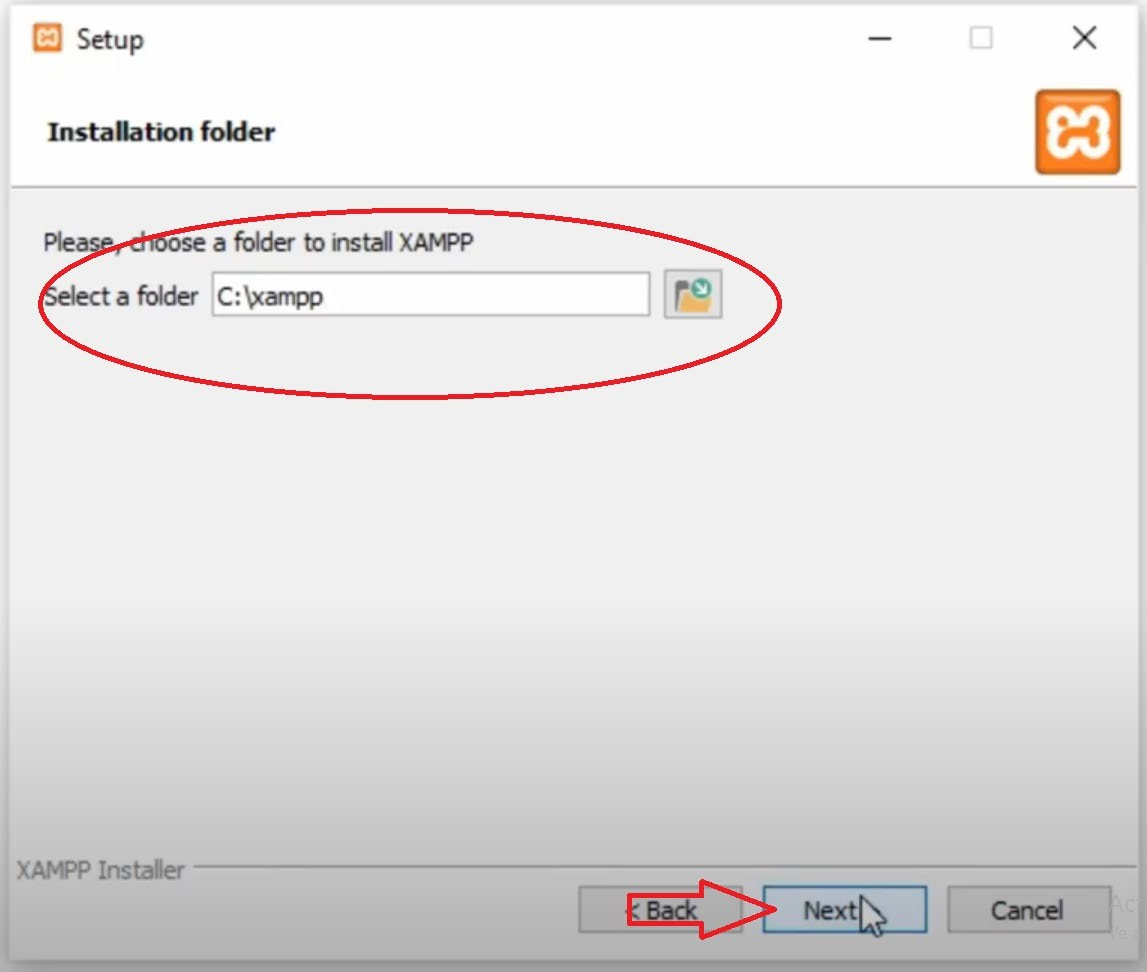 Setup
Installation folder
Please, choose a folder to install XAMPP
Select a folder C:\xampp
XAMPP Installer
< Back Next Cancel